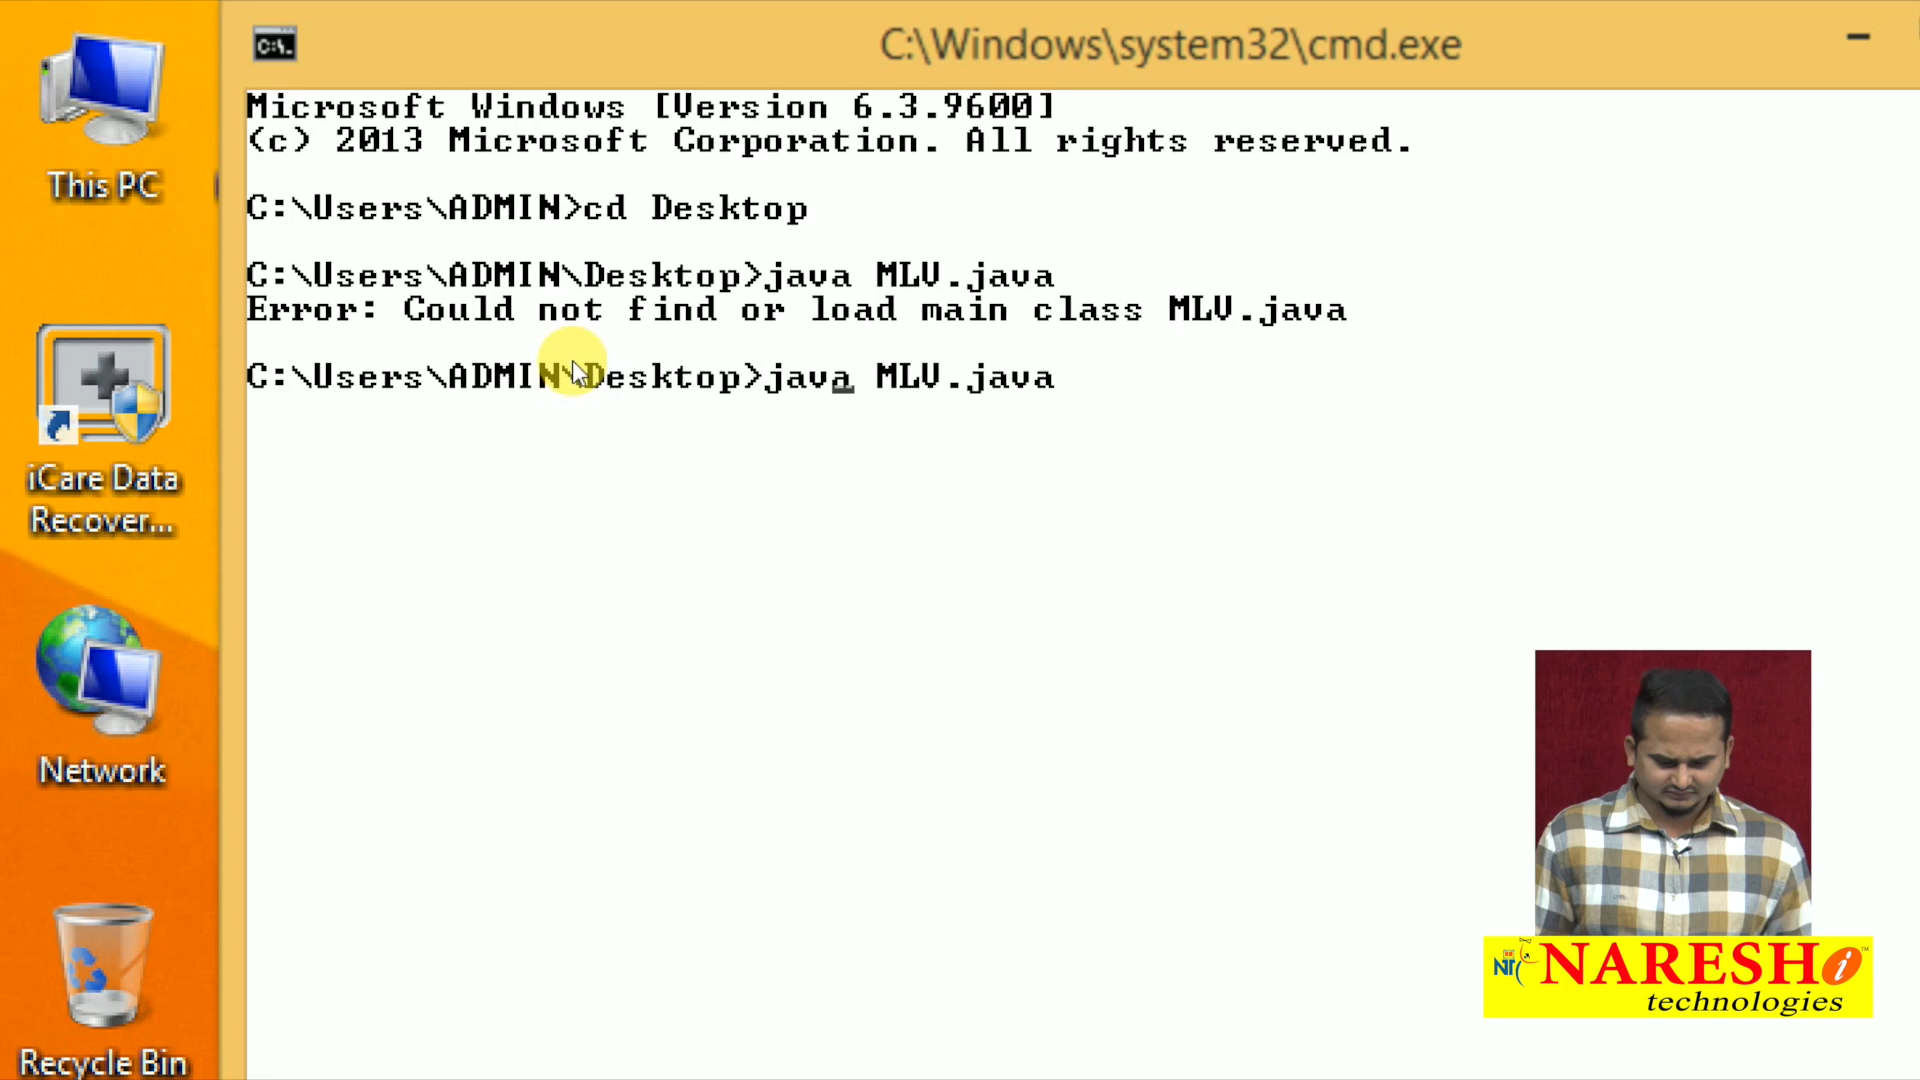 C:\Windows\system32\cmd.exe
C:\.
Microsoft Windows [Version 6.3.9600]
(c) 2013 Microsoft Corporation. All rights reserved.
C:\Users\ADMIN>cd Desktop
C:\Users\ADMIN\Desktop>java MLV.java
Error: Could not find or load main class MLV.java
C:\Users\ADMIN\Desktop>java MLV.java
This PC
iCare Data
Recover...
Network
Recycle Bin
NT NARESH i ™
technologies